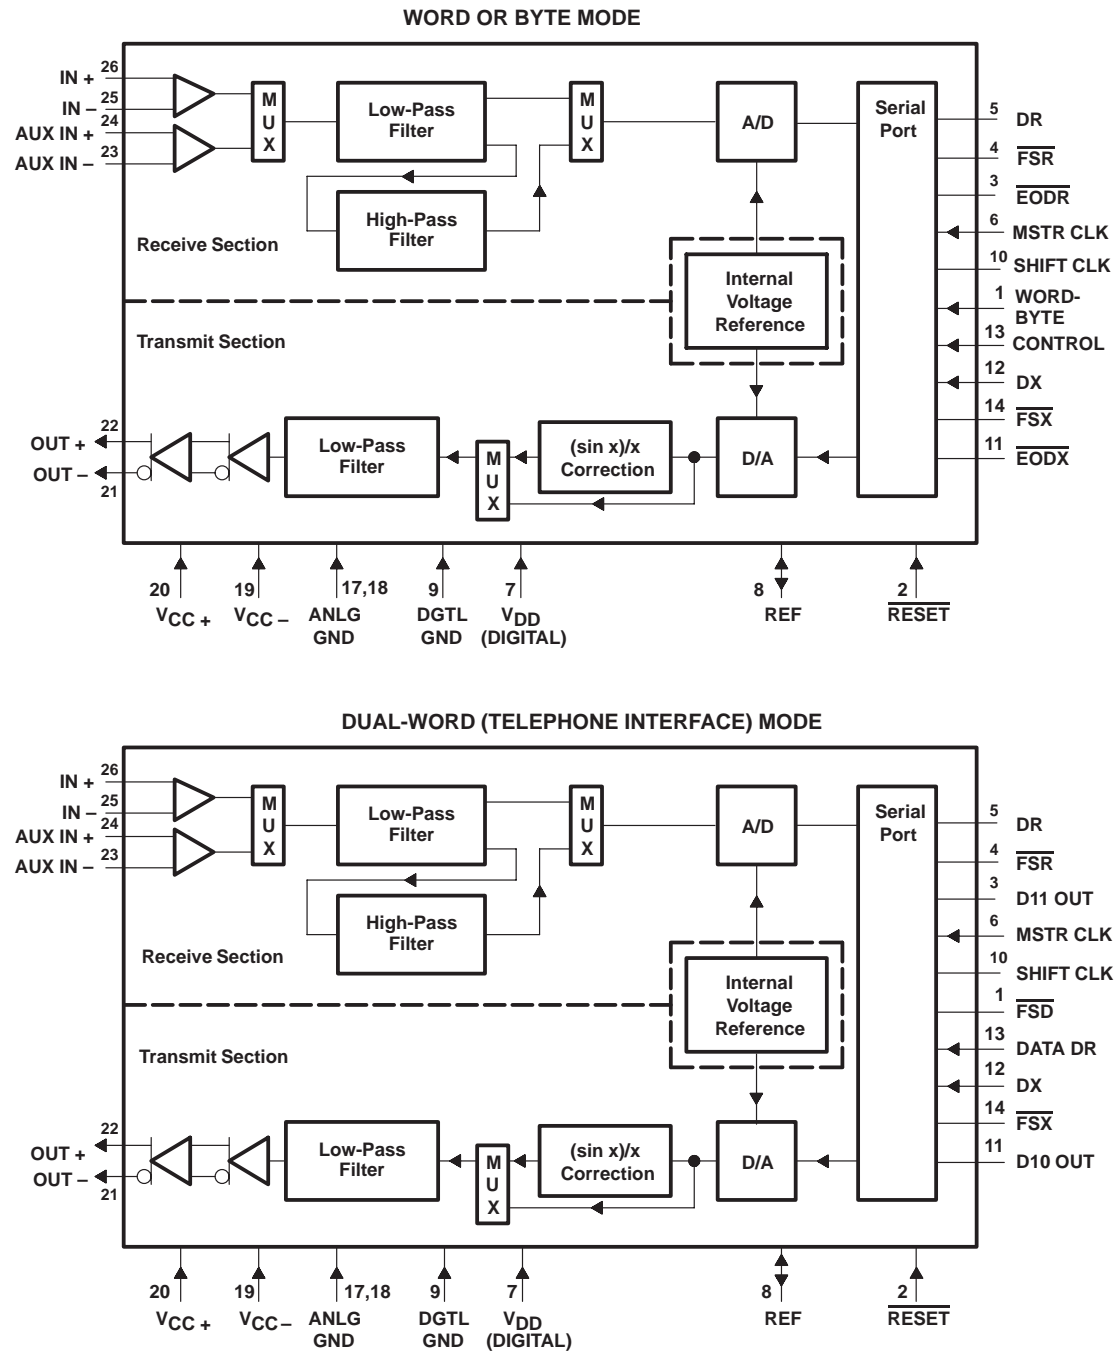 WORD OR BYTE MODE
26
IN +
25
IN –
24
AUX IN +
23
AUX IN –
M
U
X
Low-Pass
Filter
High-Pass
Filter
M
U
X
A/D
Serial
Port
5 DR
4 FSR
3 EODR
6 MSTR CLK
10 SHIFT CLK
1 WORD-
BYTE
13 CONTROL
12 DX
14 FSX
11 EODX
Receive Section
Internal
Voltage
Reference
Transmit Section
22
OUT +
OUT –
21
Low-Pass
Filter
M
U
X
(sin x)/x
Correction
D/A
20
VCC +
19
VCC –
17,18
ANLG
GND
9
DGTL
GND
7
VDD
(DIGITAL)
8
REF
2
RESET
DUAL-WORD (TELEPHONE INTERFACE) MODE
26
IN +
25
IN –
24
AUX IN +
23
AUX IN –
M
U
X
Low-Pass
Filter
High-Pass
Filter
M
U
X
A/D
Serial
Port
5 DR
4 FSR
3 D11 OUT
6 MSTR CLK
10 SHIFT CLK
1 FSD
13 DATA DR
12 DX
14 FSX
11 D10 OUT
Receive Section
Internal
Voltage
Reference
Transmit Section
22
OUT +
OUT –
21
Low-Pass
Filter
M
U
X
(sin x)/x
Correction
D/A
20
VCC +
19
VCC –
17,18
ANLG
GND
9
DGTL
GND
7
VDD
(DIGITAL)
8
REF
2
RESET